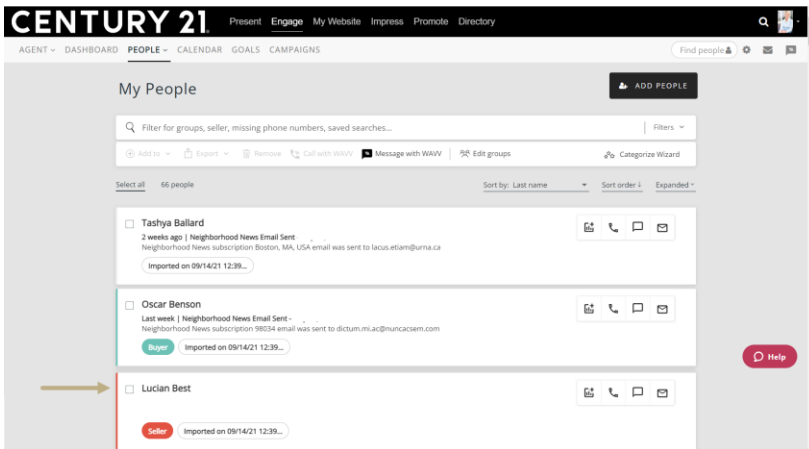 CENTURY 21. Present Engage My Website Impress Promote Directory
AGENT DASHBOARD PEOPLE CALENDAR GOALS CAMPAIGNS Find people
My People ADD PEOPLE
Filter for groups, seller, missing phone numbers, saved searches... Filters
Add to Export Remove Call with WAVV Message with WAVV Edit groups Categorize Wizard
Select all 66 people Sort by: Last name Sort order Expanded
Tashya Ballard
2 weeks ago | Neighborhood News Email Sent
Neighborhood News subscription Boston, MA, USA email was sent to lacus.etiam@urna.ca
Imported on 09/14/21 12:39...
Oscar Benson
Last week | Neighborhood News Email Sent -
Neighborhood News subscription 98034 email was sent to dictum.mi.ac@nuncacsem.com
Buyer Imported on 09/14/21 12:39...
Help
Lucian Best
Seller Imported on 09/14/21 12:39...